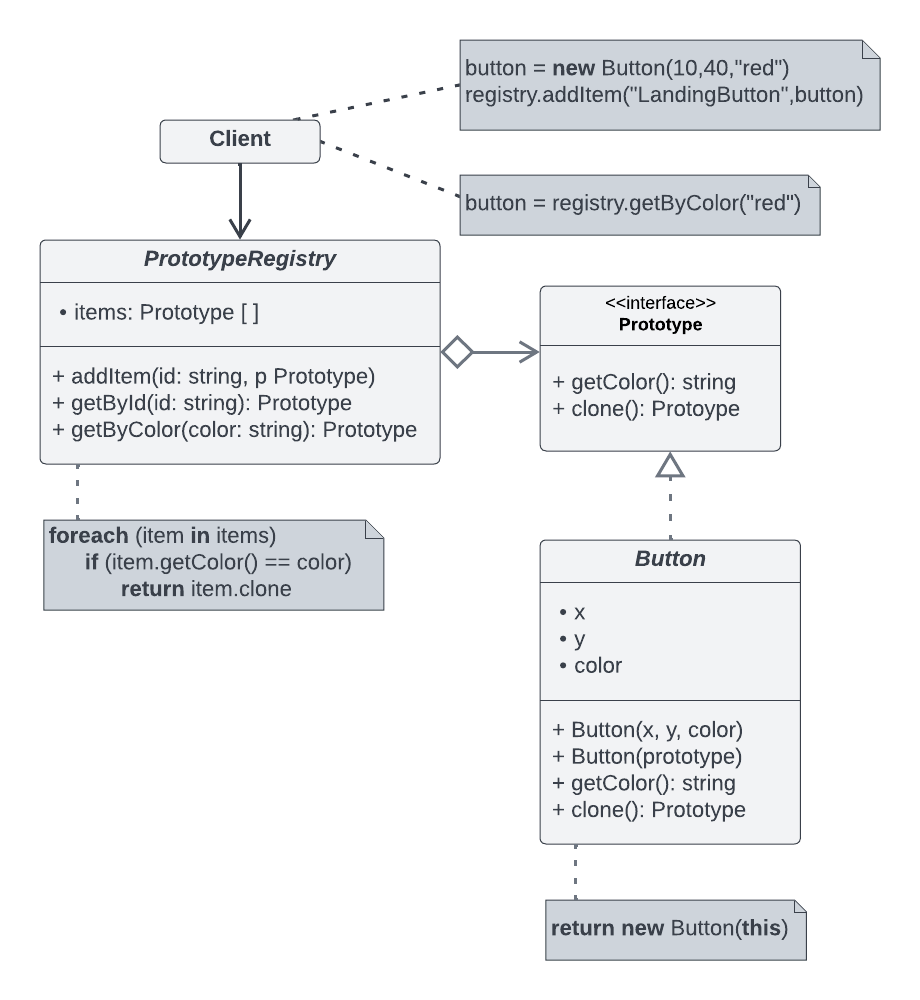 button = new Button(10,40,"red")
registry.addItem("LandingButton",button)
Client
button = registry.getByColor("red")
PrototypeRegistry
• items: Prototype [ ]
+ addItem(id: string, p Prototype)
+ getById(id: string): Prototype
+ getByColor(color: string): Prototype
<<interface>>
Prototype
+ getColor(): string
+ clone(): Protoype
foreach (item in items)
if (item.getColor() == color)
return item.clone
Button
• x
• y
• color
+ Button(x, y, color)
+ Button(prototype)
+ getColor(): string
+ clone(): Prototype
return new Button(this)